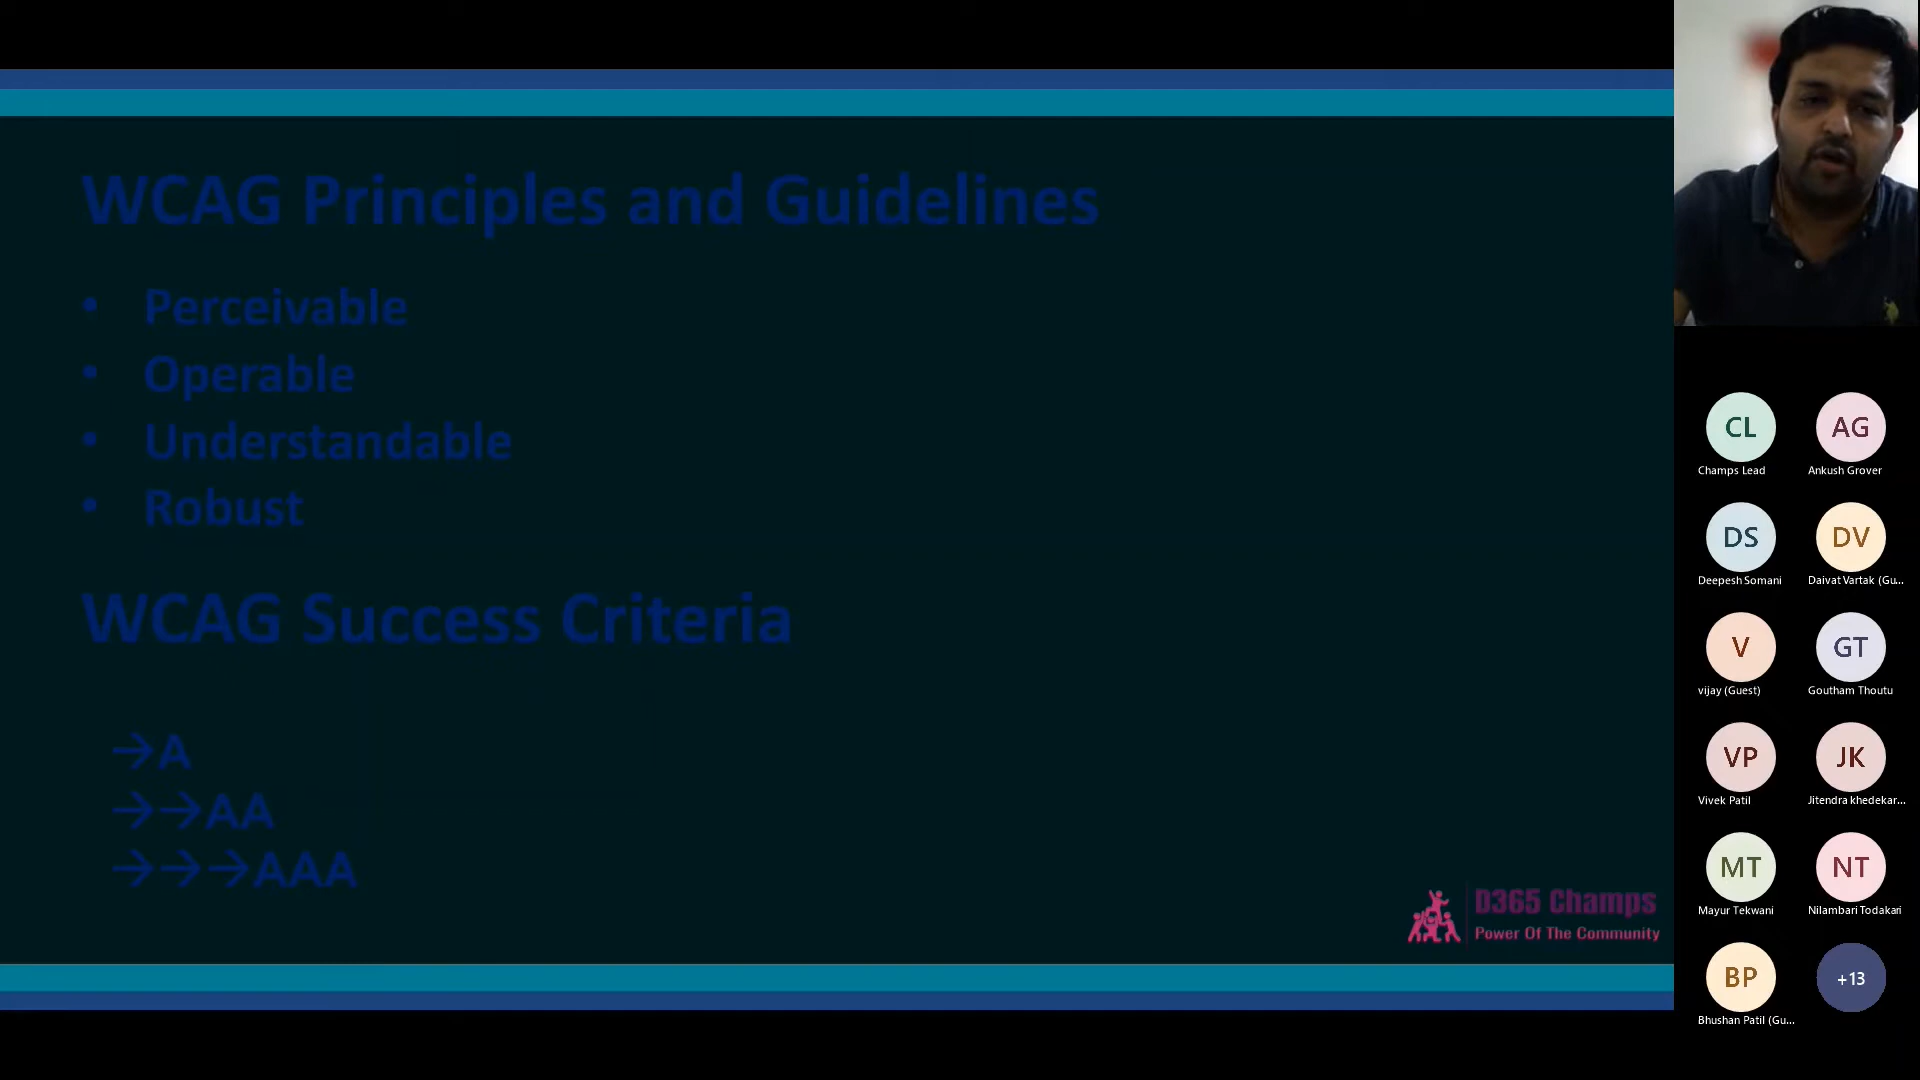 WCAG Principles and Guidelines
• Perceivable
• Operable
• Understandable
• Robust
WCAG Success Criteria
→A
→→AA
→→→AAA
D365 Champs
Power Of The Community
CL
Champs Lead
AG
Ankush Grover
DS
Deepesh Somani
DV
Daivat Vartak (Gu...
V
vijay (Guest)
GT
Goutham Thoutu
VP
Vivek Patil
JK
Jitendra khedekar...
MT
Mayur Tekwani
NT
Nilambari Todakari
BP
Bhushan Patil (Gu...
+13